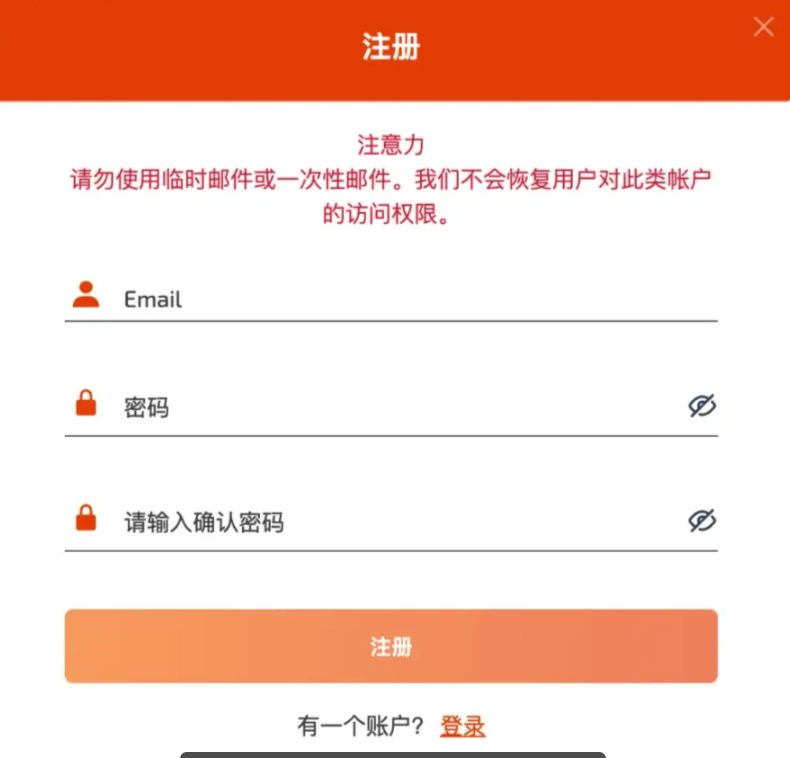 注册
注意力
请勿使用临时邮件或一次性邮件。我们不会恢复用户对此类帐户
的访问权限。
Email
密码
请输入确认密码
注册
有一个账户? 登录